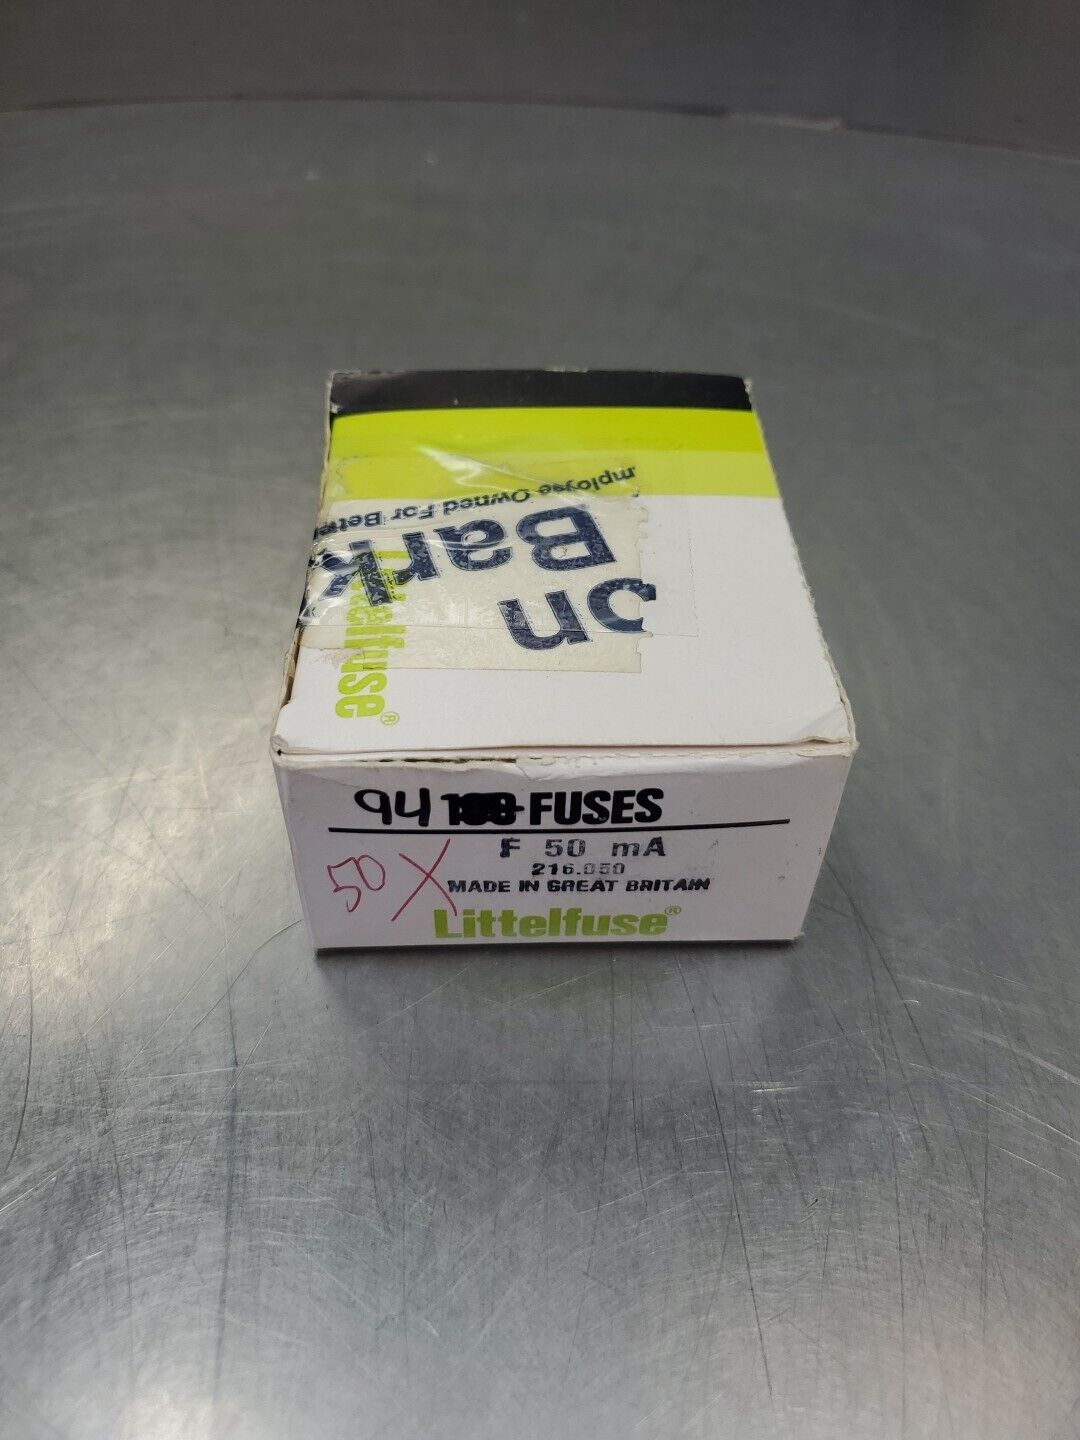 mployee Owned For Bette
Bark
on
Littelfuse®
94 100 FUSES
F 50 mA
50 X
216.050
MADE IN GREAT BRITAIN
Littelfuse®